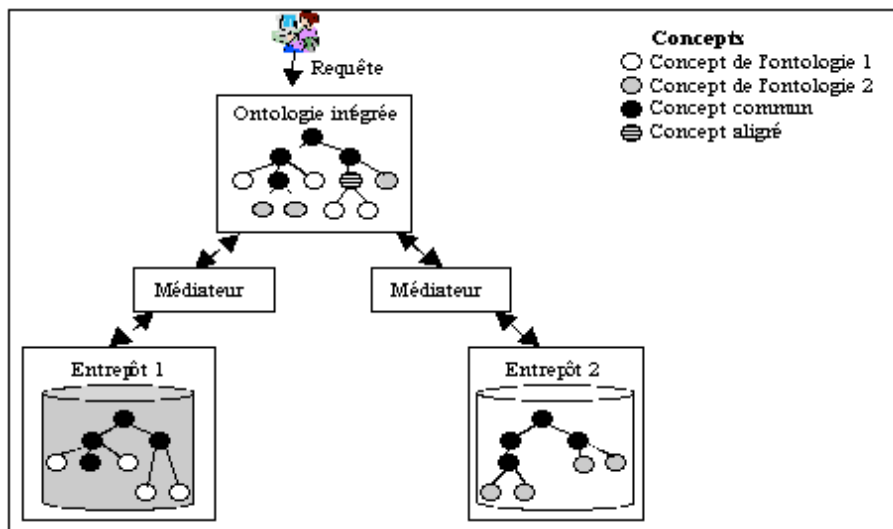 Requête
Concepts
Concept de l'ontologie 1
Concept de l'ontologie 2
Concept commun
Concept aligré
Ontologie intégrée
Médiateur
Médiateur
Entrepôt 1
Entrepôt 2